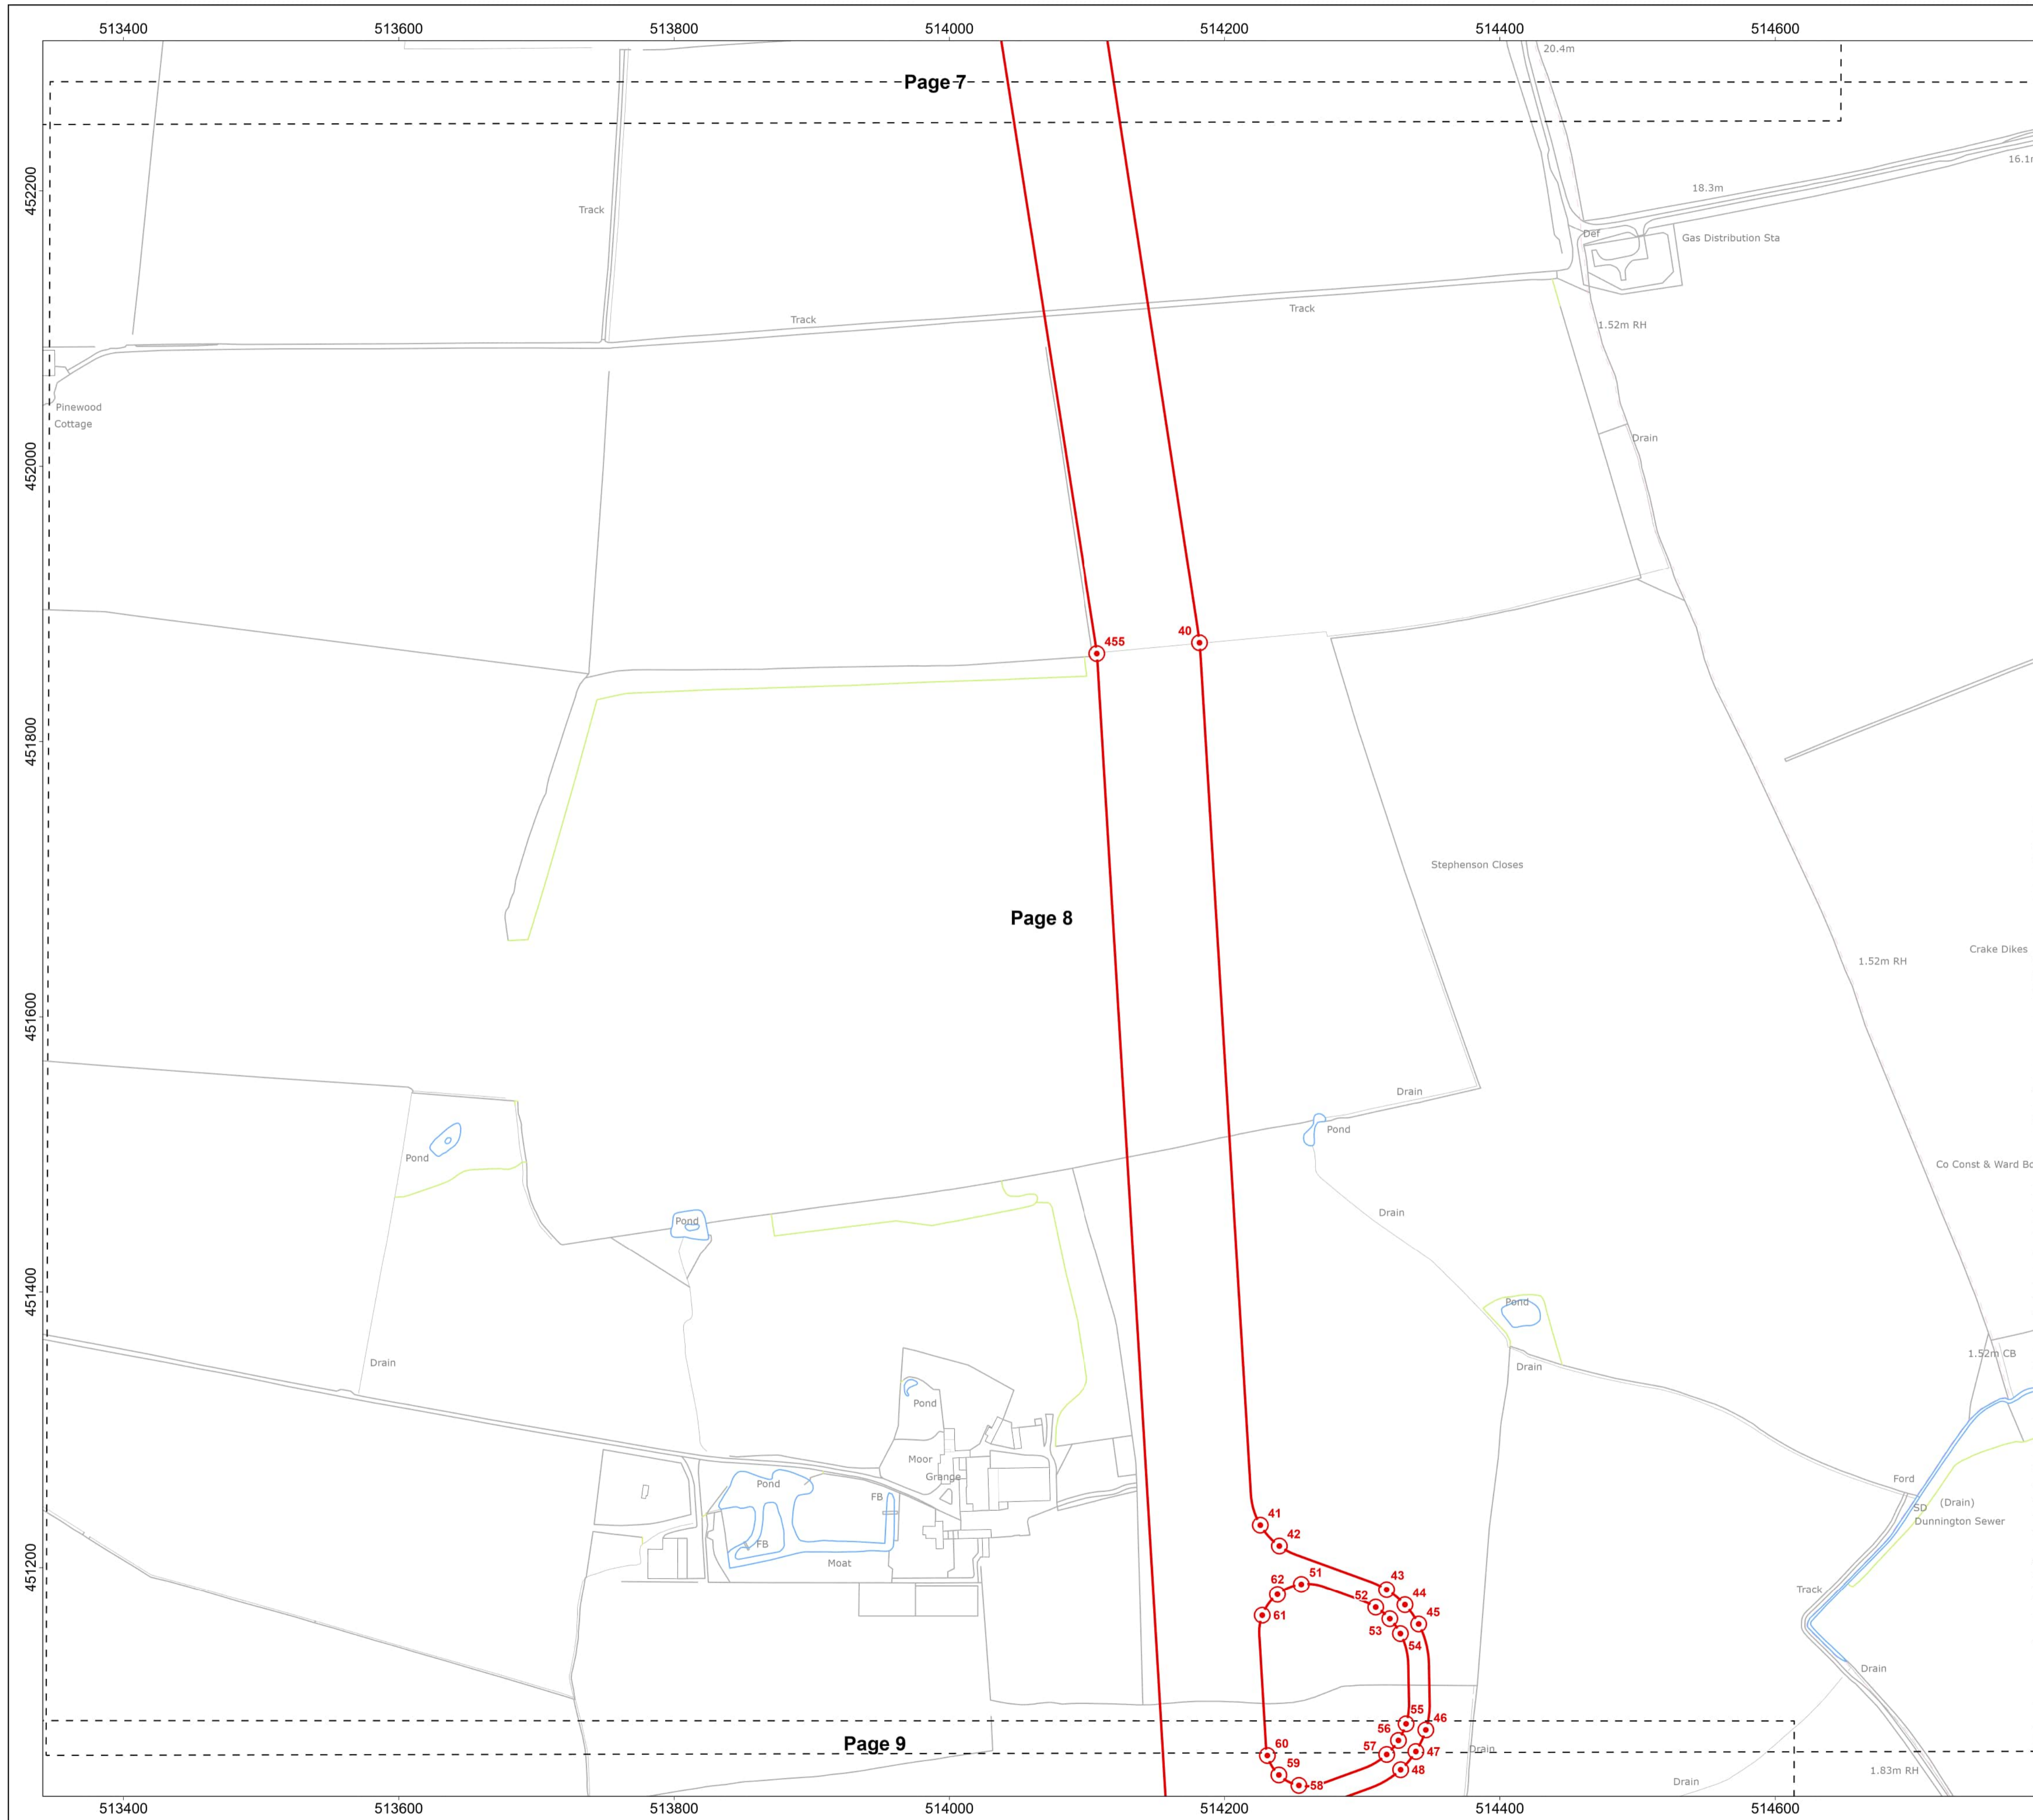 513400 513600 513800 514000 514200 514400 514600
20.4m
Page 7
16.1
452200
18.3m
Track
Def
Gas Distribution Sta
Track
Track
1.52m RH
Pinewood
Cottage
452000
Drain
455
40
451800
Stephenson Closes
Page 8
Crake Dikes
1.52m RH
451600
Drain
Pond
Pond
Co Const & Ward
Pond
Drain
451400
Pond
1.52m CB
Drain
Drain
Pond
Moor
Grange
Pond
FB
Ford
SD
(Drain)
Dunnington Sewer
41
42
FB
Moat
451200
43
51
62
44
52
Track
61
45
53
54
Drain
55
46
56
Page 9
57
47
Drain
60
59
48
58
1.83m RH
Drain
513400 513600 513800 514000 514200 514400 514600